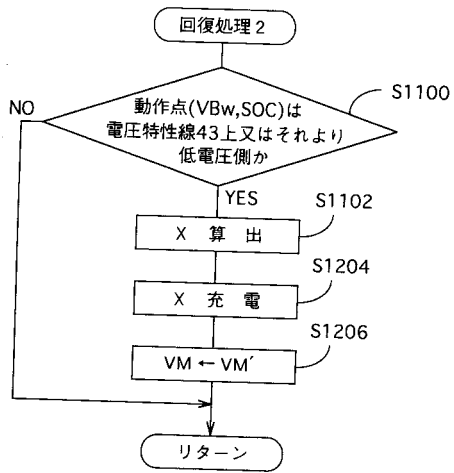 回復処理2
NO
動作点(VBw,SOC)は
電圧特性線43上又はそれより
低電圧側か
S1100
YES
S1102
X 算 出
S1204
X 充 電
S1206
VM ← VM′
リターン